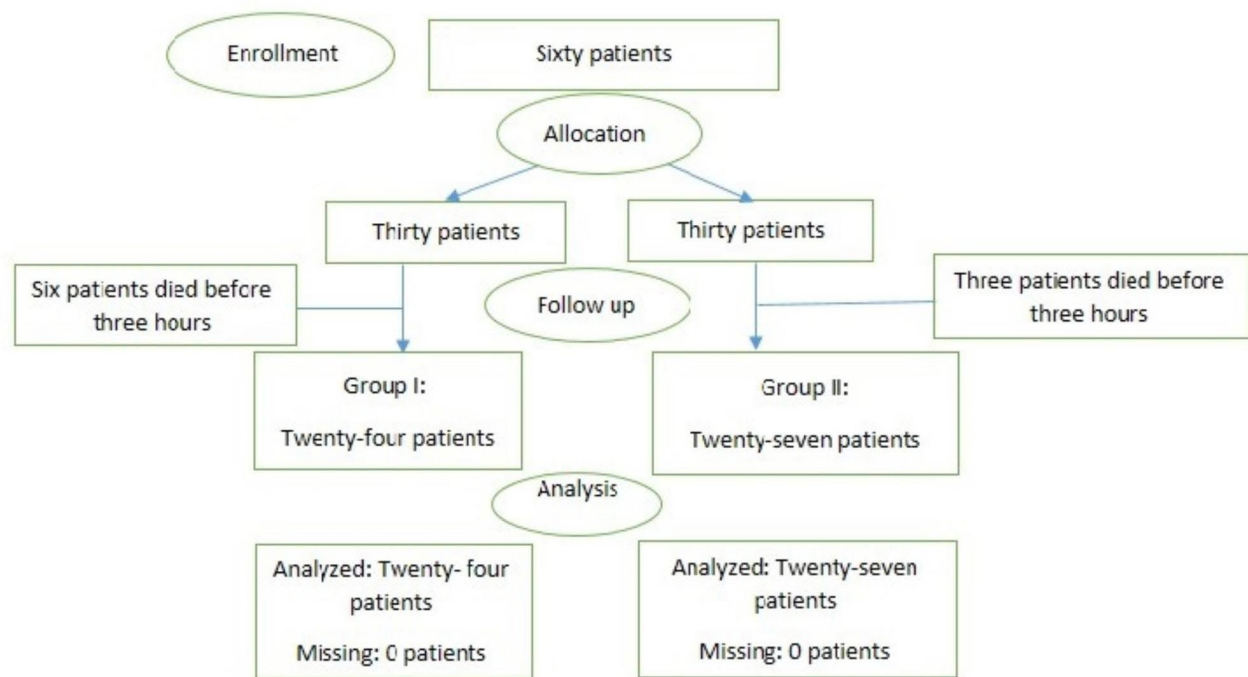 Enrollment
Sixty patients
Allocation
Thirty patients
Thirty patients
Six patients died before
three hours
Follow up
Three patients died before
three hours
Group I:
Twenty-four patients
Group II:
Twenty-seven patients
Analysis
Analyzed: Twenty- four
patients
Missing: 0 patients
Analyzed: Twenty-seven
patients
Missing: 0 patients